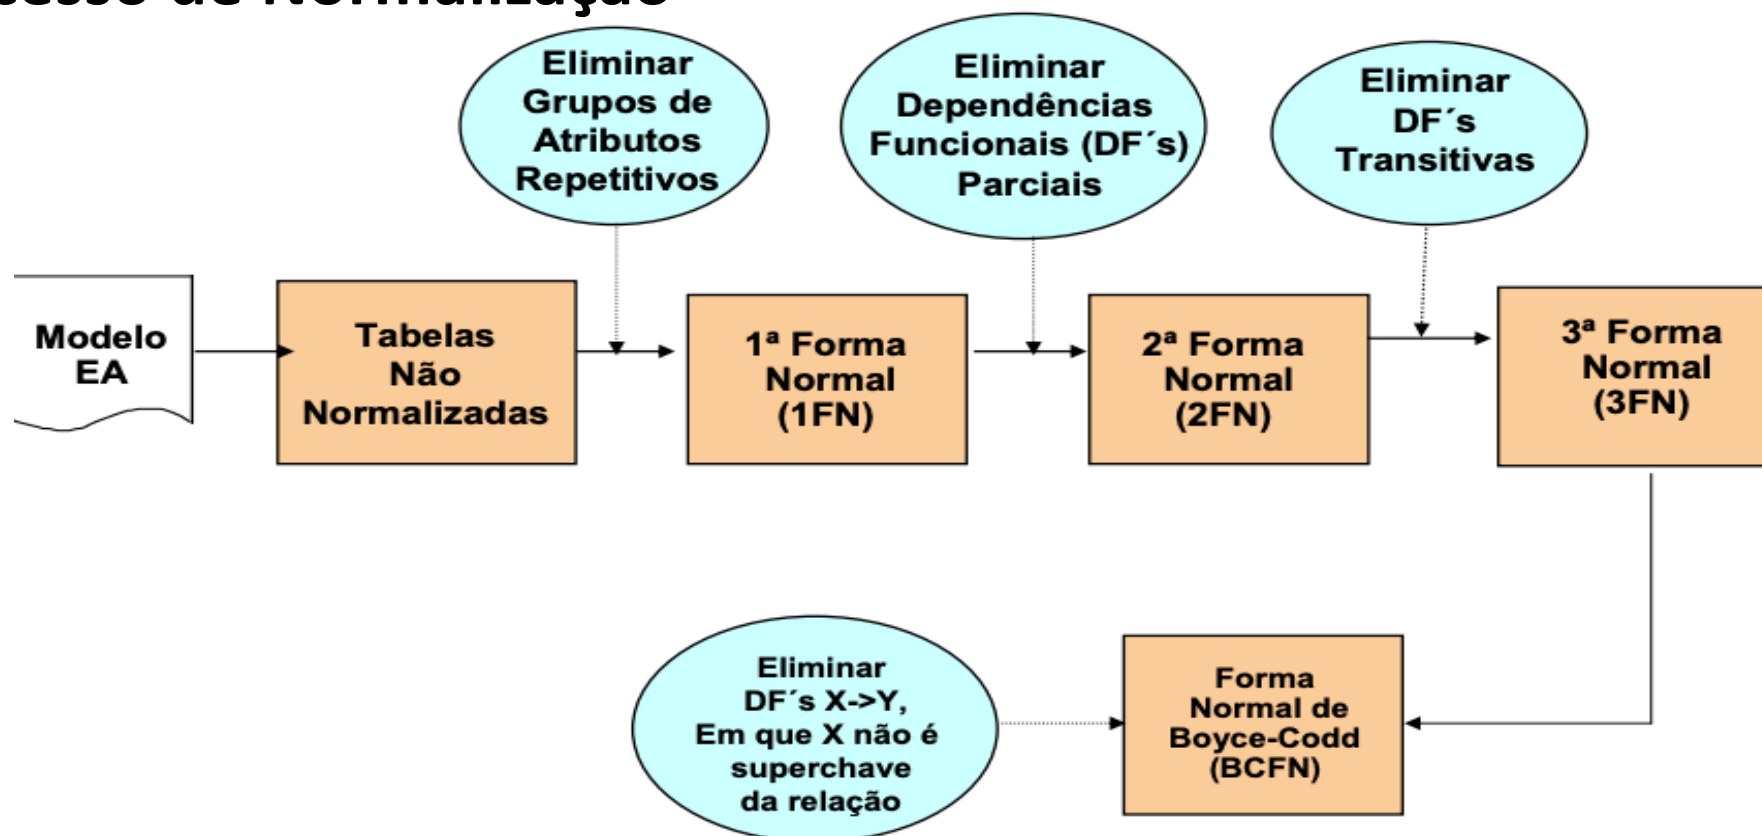 de Normalização
Eliminar
Grupos de
Atributos
Repetitivos
Eliminar
Dependências
Funcionais (DF´s)
Parciais
Eliminar
DF´s
Transitivas
Modelo
EA
Tabelas
Não
Normalizadas
1ª Forma
Normal
(1FN)
2ª Forma
Normal
(2FN)
3ª Forma
Normal
(3FN)
Eliminar
DF´s X->Y,
Em que X não é
superchave
da relação
Forma
Normal de
Boyce-Codd
(BCFN)